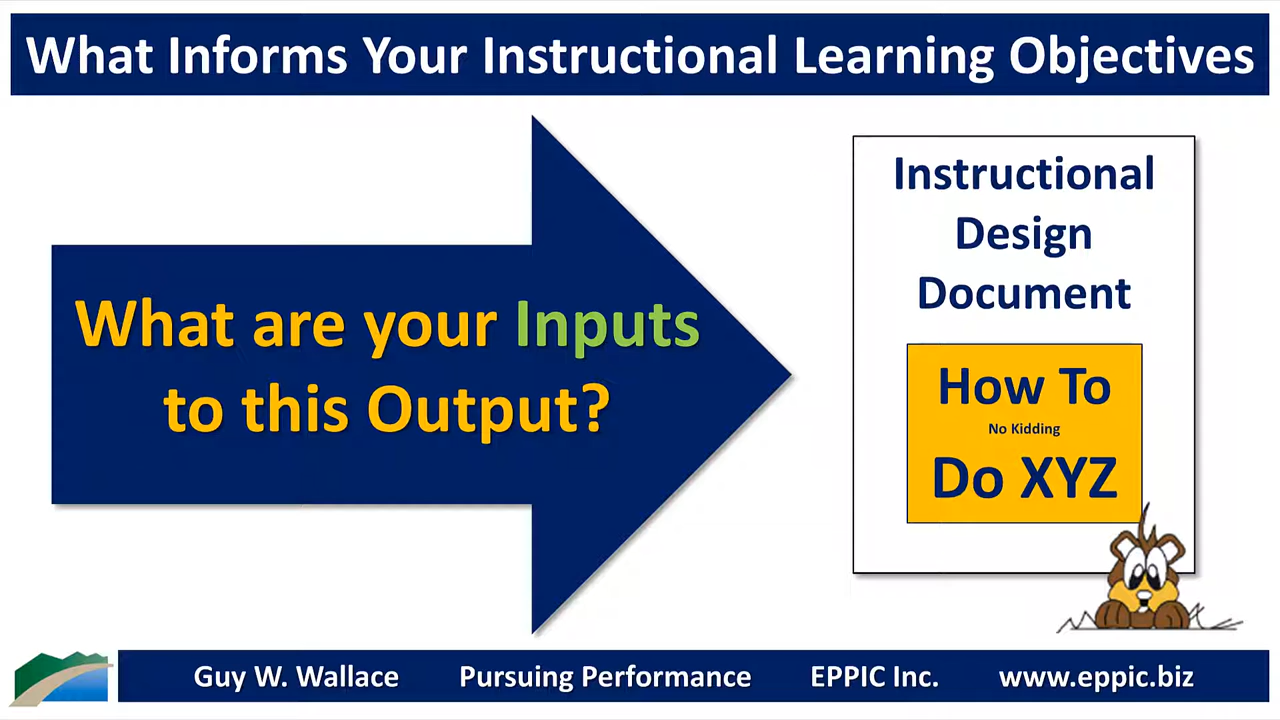 What Informs Your Instructional Learning Objectives
What are your Inputs
to this Output?
Instructional
Design
Document
How To
No Kidding
Do XYZ
Guy W. Wallace Pursuing Performance EPPIC Inc. www.eppic.biz